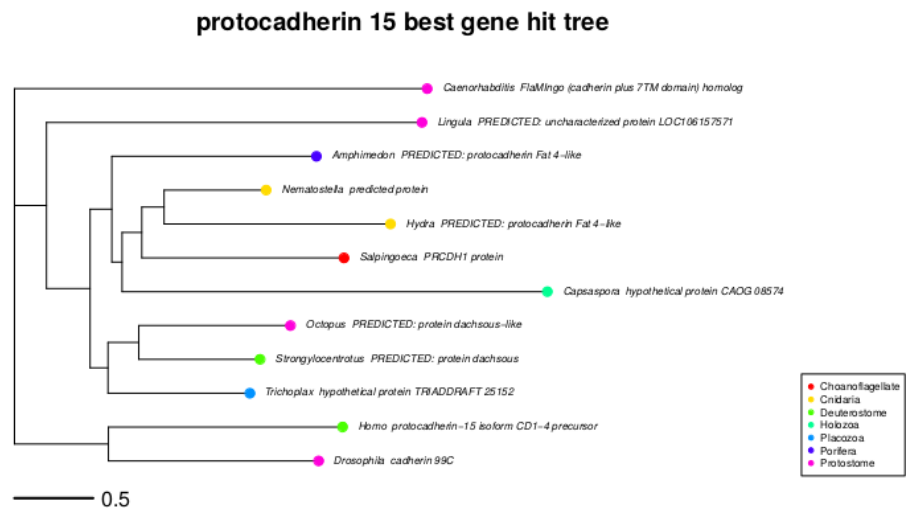 protocadherin 15 best gene hit tree
Caenorhabditis FlaMIngo (cadherin plus 7TM domain) homolog
Lingula PREDICTED: uncharacterized protein LOC106157571
Amphimedon PREDICTED: protocadherin Fat 4-like
Nematostella predicted protein
Hydra PREDICTED: protocadherin Fat 4-like
Salpingoeca PRCDH1 protein
Capsaspora hypothetical protein CAOG 08574
Octopus PREDICTED: protein dachsous-like
Strongylocentrotus PREDICTED: protein dachsous
Trichoplax hypothetical protein TRIADDRAFT 25152
Homo protocadherin-15 isoform CD1-4 precursor
Drosophila cadherin 99C
Choanoflagellate
Cnidaria
Deuterostome
Holozoa
Placozoa
Porifera
Protostome
0.5